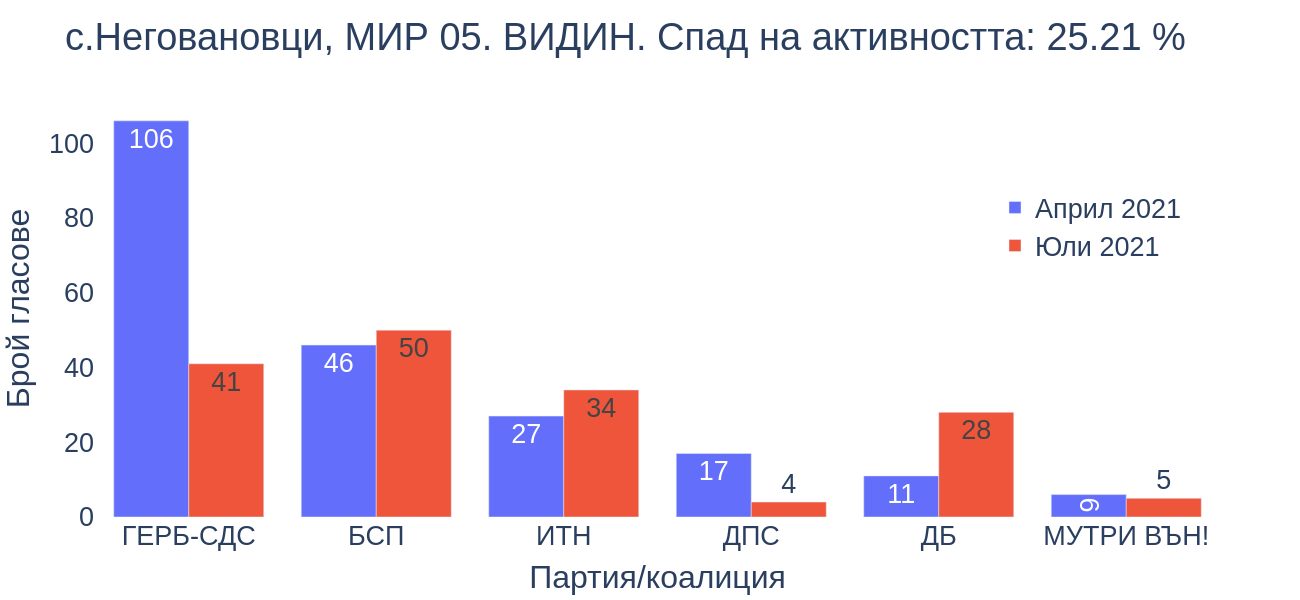 с.Неговановци, МИР 05. ВИДИН. Спад на активността: 25.21 %
Брой гласове
100
80
60
40
20
0
106
41
46
50
27
34
17
4
11
28
6
5
Април 2021
Юли 2021
ГЕРБ-СДС
БСП
ИТН
ДПС
ДБ
МУТРИ ВЪН!
Партия/коалиция